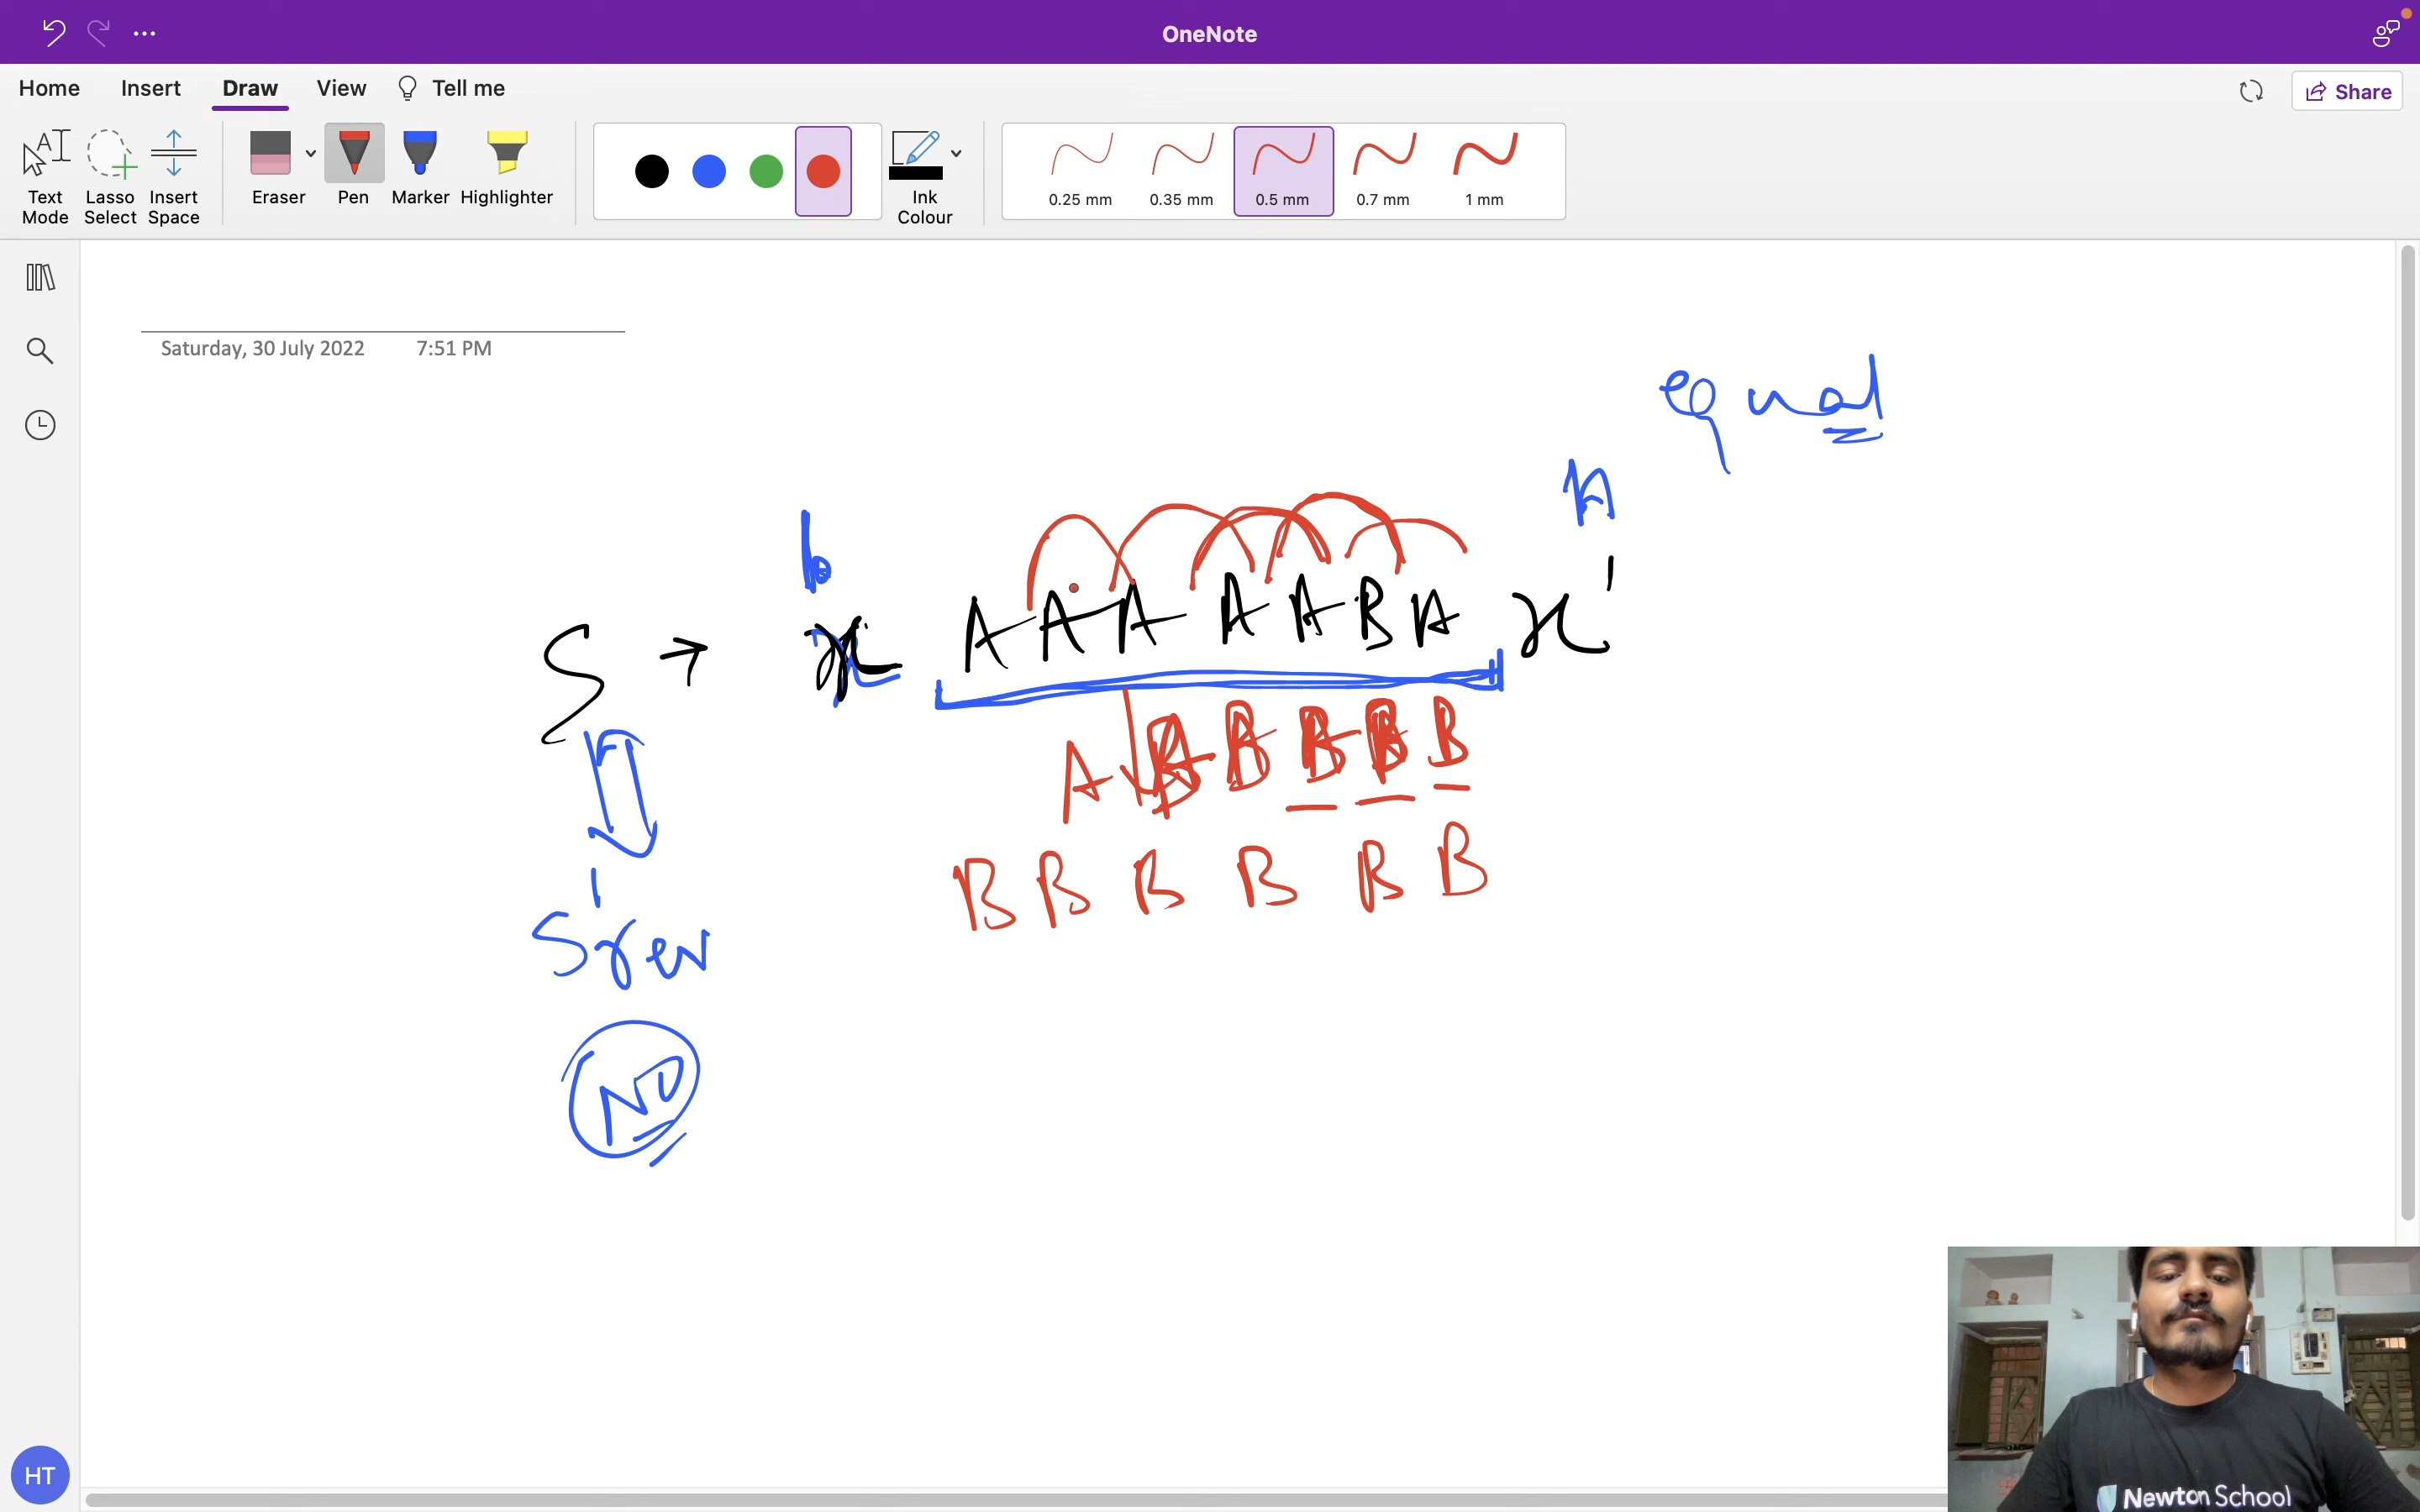 OneNote
Home Insert Draw View Tell me
Share
Text Mode
Lasso Select
Insert Space
Eraser
Pen
Marker
Highlighter
Ink Colour
0.25 mm
0.35 mm
0.5 mm
0.7 mm
1 mm
Saturday, 30 July 2022 7:51 PM
equal
b
A
S → x A A A A A B A x'
A B B B B B
B B B B B B
Srev
NO
HT
Newton School